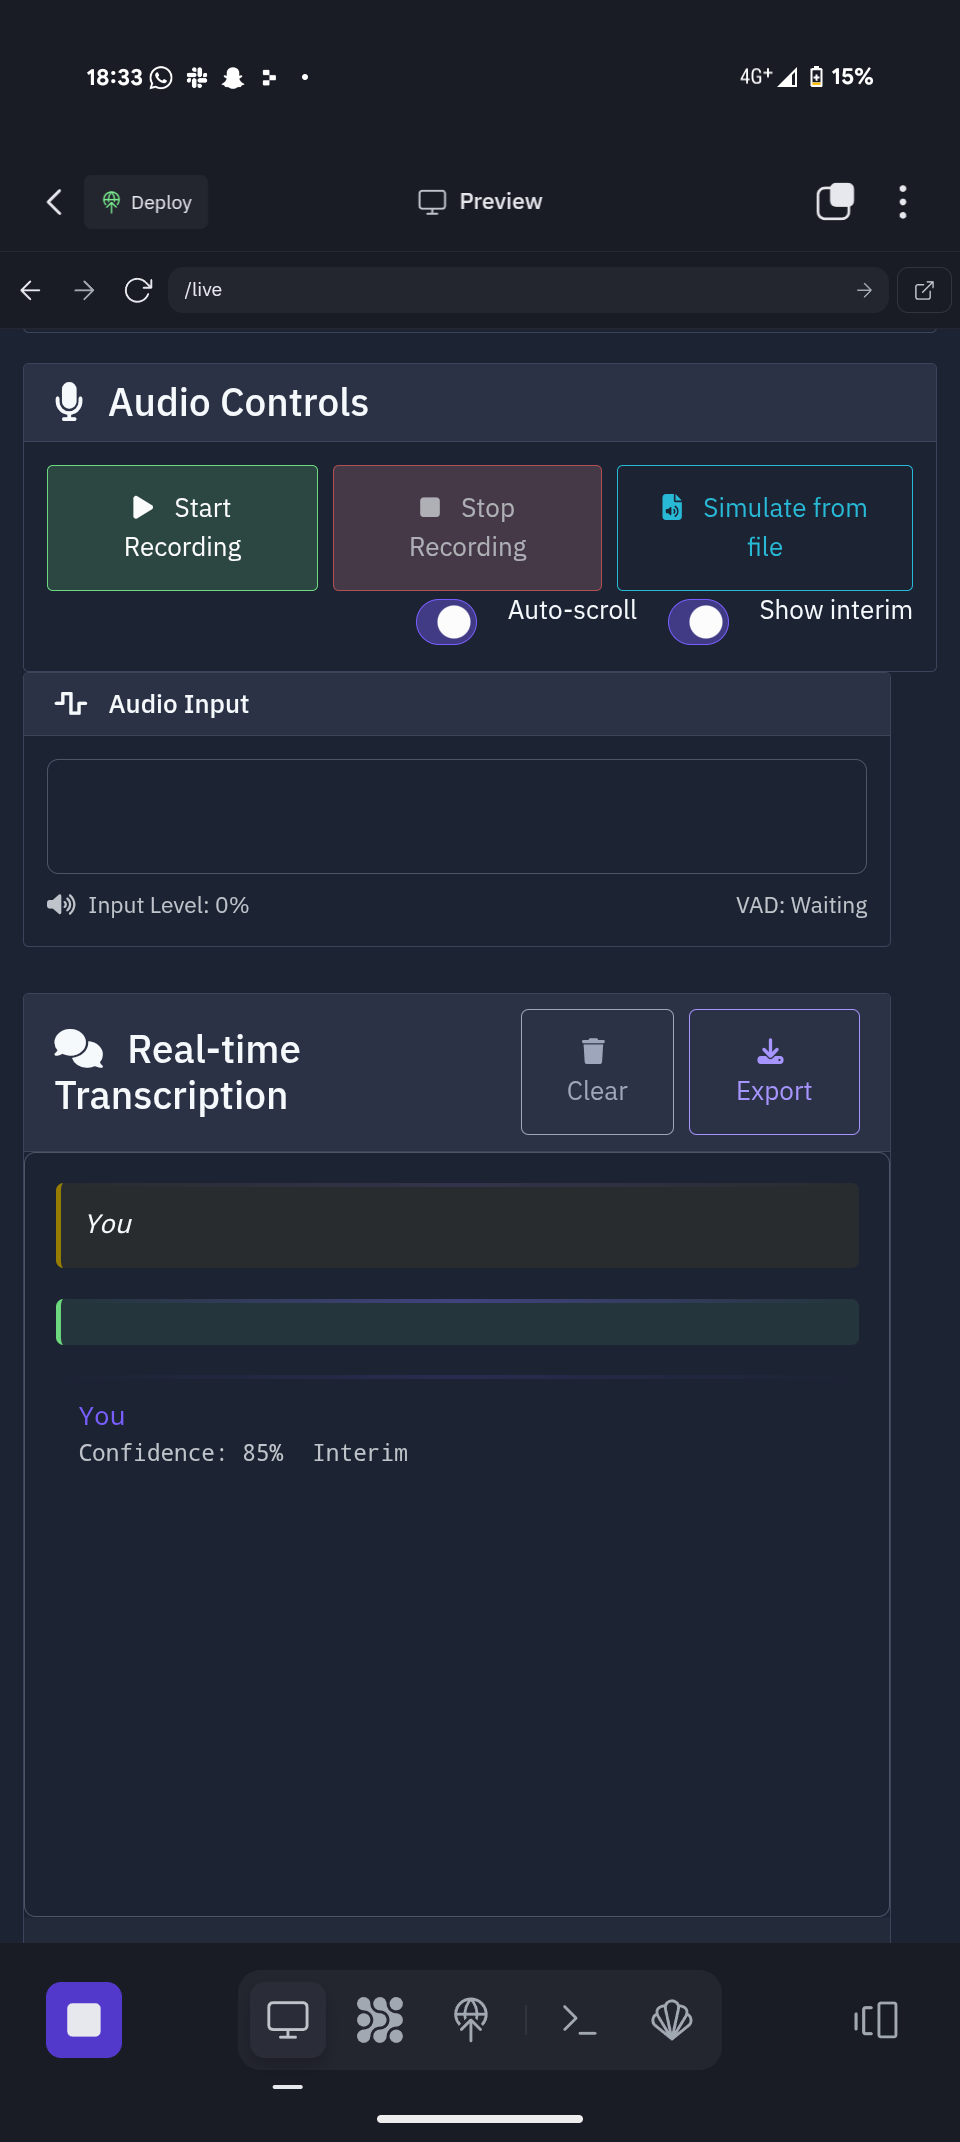 18:33
4G+ 15%
Deploy
Preview
/live
Audio Controls
Start
Recording
Stop
Recording
Simulate from
file
Auto-scroll
Show interim
Audio Input
Input Level: 0%
VAD: Waiting
Real-time
Transcription
Clear
Export
You
You
Confidence: 85% Interim